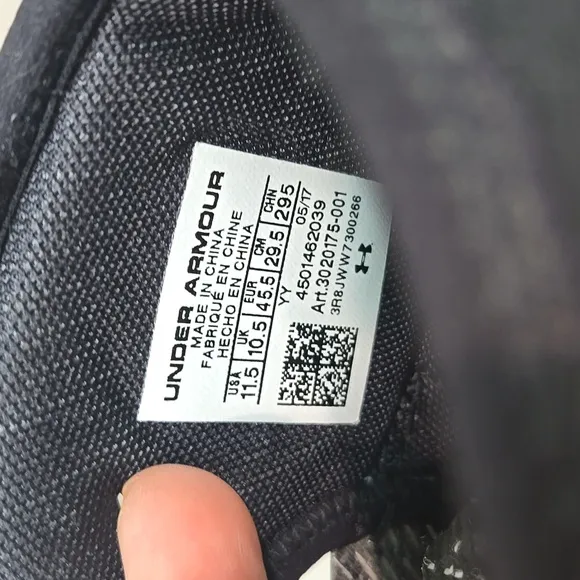 UNDER ARMOUR
MADE IN CHINA
FABRIQUÉ EN CHINE
HECHO EN CHINA
USA UK EUR CM CHN
11.5 10.5 45.5 29.5 295
YY 05/17
4501462039
Art.3020175-001
3R8JWW7300266